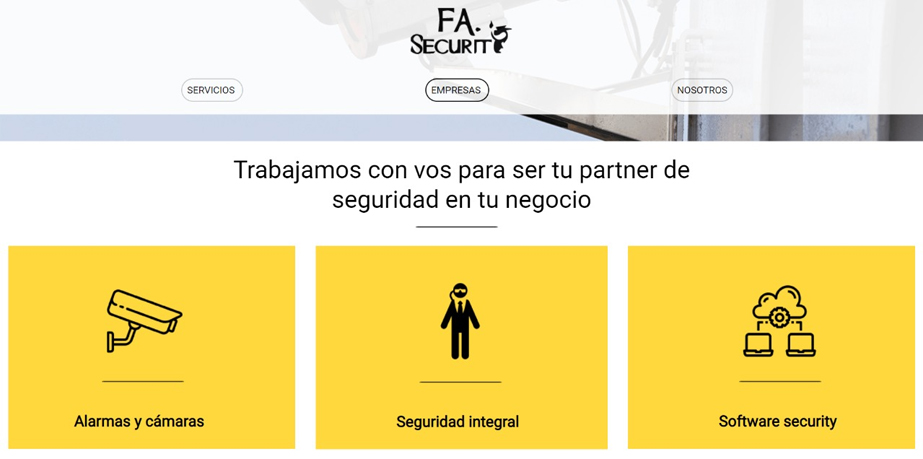 FA.
SECURITY
SERVICIOS
EMPRESAS
NOSOTROS
Trabajamos con vos para ser tu partner de
seguridad en tu negocio
Alarmas y cámaras
Seguridad integral
Software security